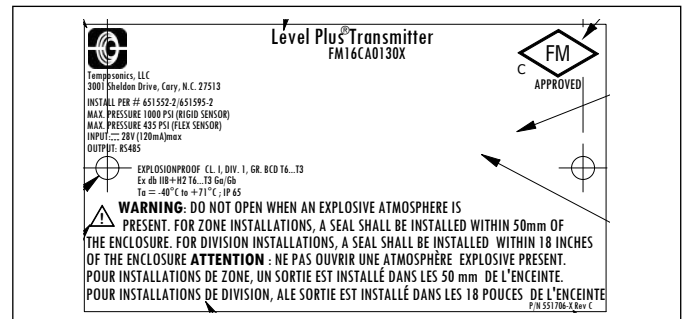 Level Plus® Transmitter
FM16CA0130X
FM
C
APPROVED
Temposonics, LLC
3001 Sheldon Drive, Cary, N.C. 27513
INSTALL PER # 651552-2/651595-2
MAX. PRESSURE 1000 PSI (RIGID SENSOR)
MAX. PRESSURE 435 PSI (FLEX SENSOR)
INPUT: ⎓ 28V (120mA)max
OUTPUT: RS485
EXPLOSIONPROOF CL. I, DIV. 1, GR. BCD T6...T3
Ex db IIB+H2 T6...T3 Ga/Gb
Ta = -40°C to +71°C ; IP 65
WARNING: DO NOT OPEN WHEN AN EXPLOSIVE ATMOSPHERE IS
PRESENT. FOR ZONE INSTALLATIONS, A SEAL SHALL BE INSTALLED WITHIN 50mm OF
THE ENCLOSURE. FOR DIVISION INSTALLATIONS, A SEAL SHALL BE INSTALLED WITHIN 18 INCHES
OF THE ENCLOSURE ATTENTION : NE PAS OUVRIR UNE ATMOSPHÈRE EXPLOSIVE PRESENT.
POUR INSTALLATIONS DE ZONE, UN SORTIE EST INSTALLÉ DANS LES 50 mm DE L'ENCEINTE.
POUR INSTALLATIONS DE DIVISION, ALE SORTIE EST INSTALLÉ DANS LES 18 POUCES DE L'ENCEINTE
P/N 551706-X Rev C